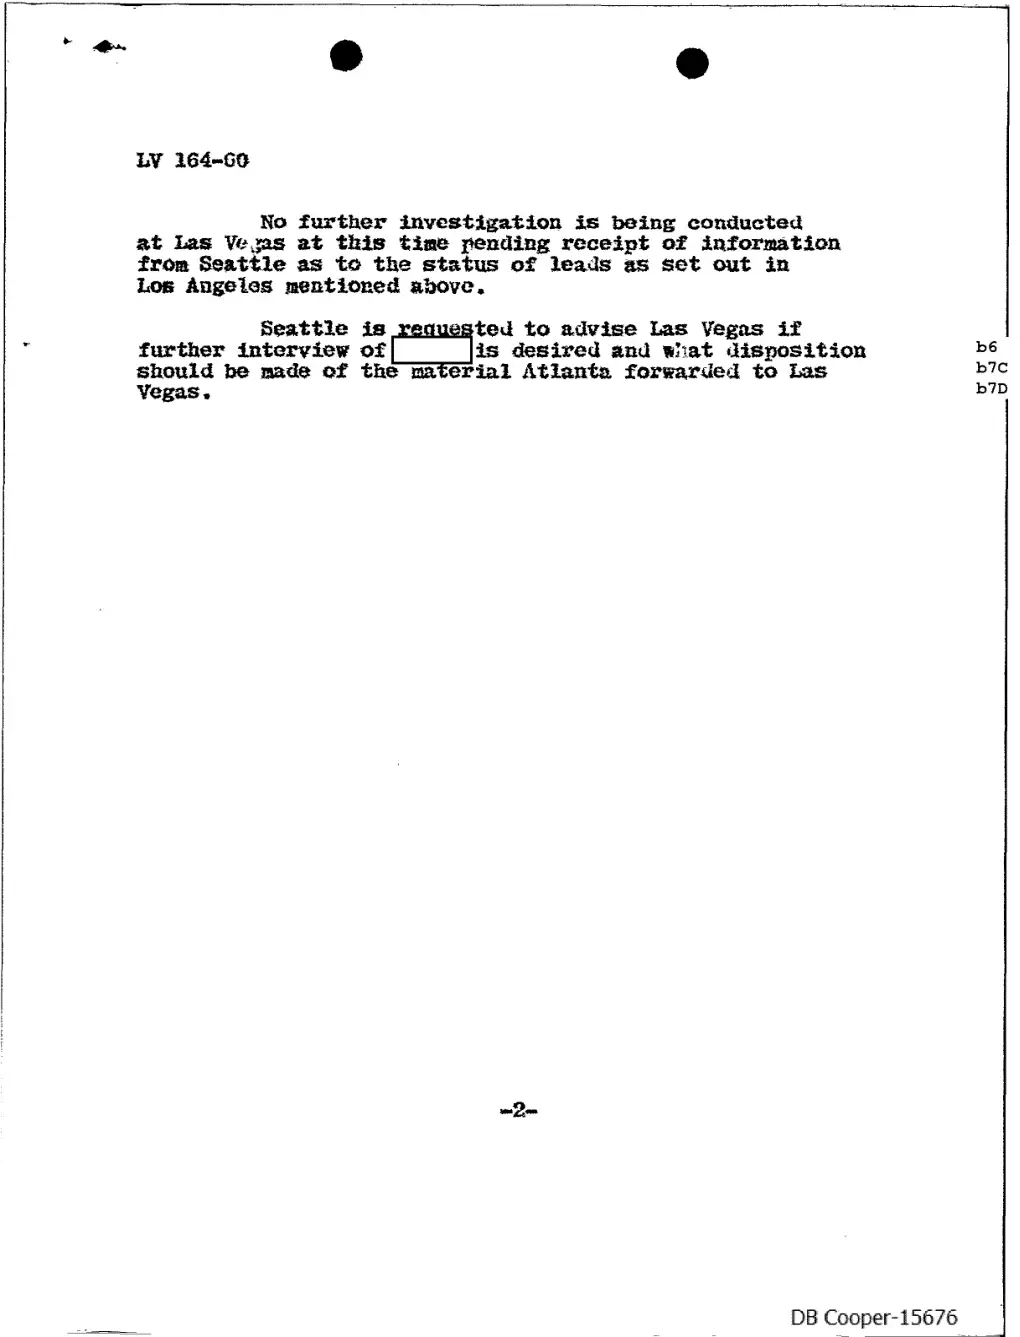 LV 164-60
No further investigation is being conducted
at Las Vegas at this time pending receipt of information
from Seattle as to the status of leads as set out in
Los Angeles mentioned above.
Seattle is requested to advise Las Vegas if
further interview of is desired and what disposition
should be made of the material Atlanta forwarded to Las
Vegas.
b6
b7C
b7D
-2-
DB Cooper-15676